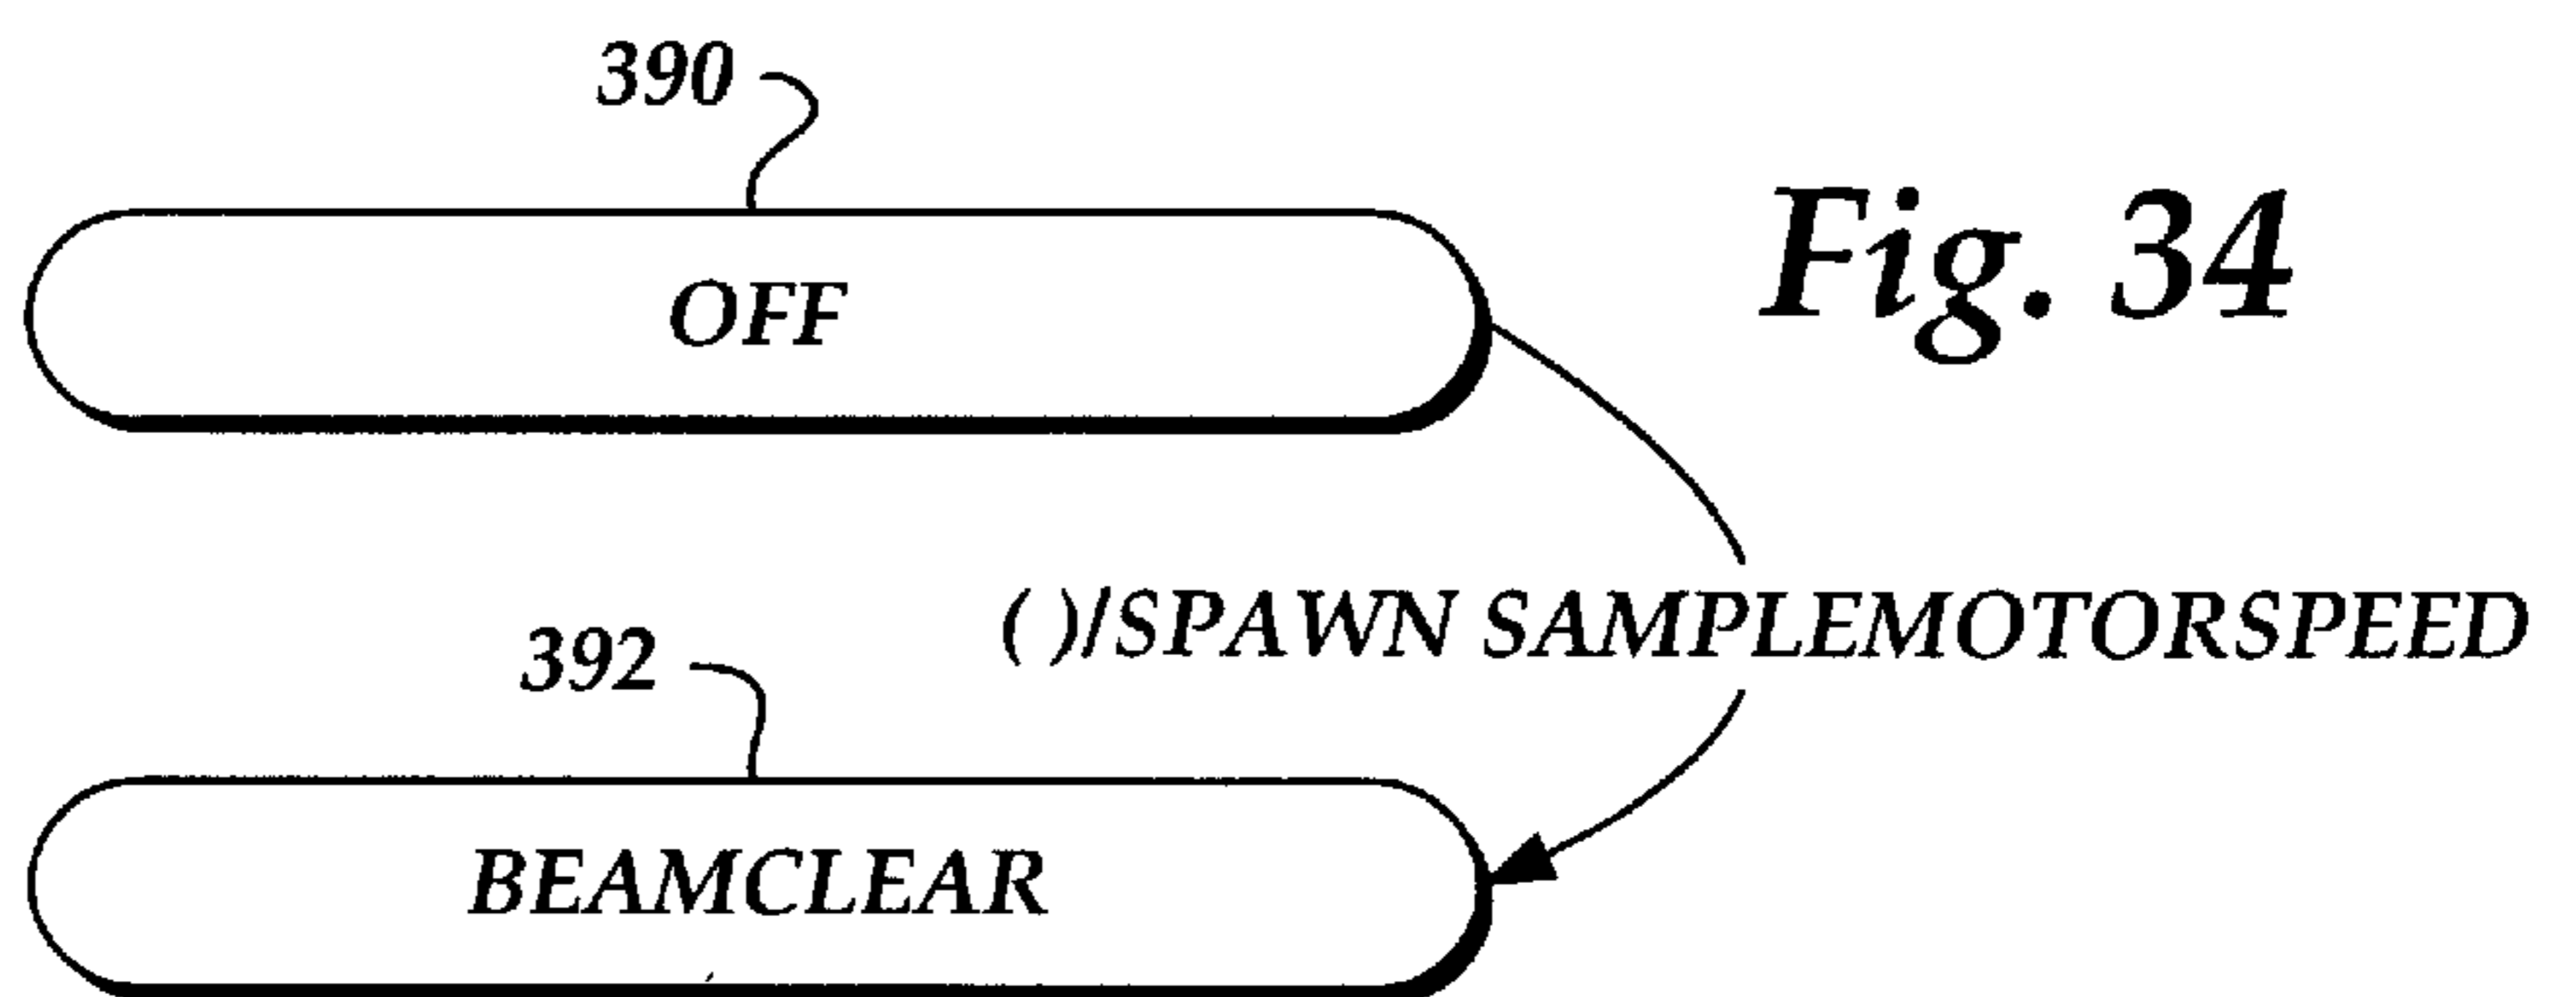 390
OFF
Fig. 34
( )/SPAWN SAMPLEMOTORSPEED
392
BEAMCLEAR